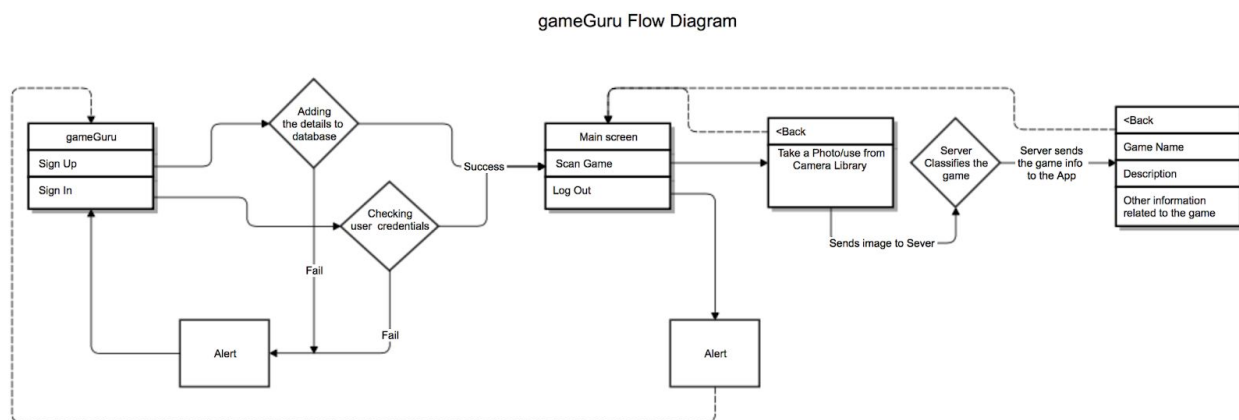 gameGuru Flow Diagram
gameGuru
Sign Up
Sign In
Adding
the details to
database
Checking
user credentials
Fail
Fail
Alert
Success
Main screen
Scan Game
Log Out
Alert
<Back
Take a Photo/use from
Camera Library
Sends image to Sever
Server
Classifies the
game
Server sends
the game info
to the App
<Back
Game Name
Description
Other information
related to the game